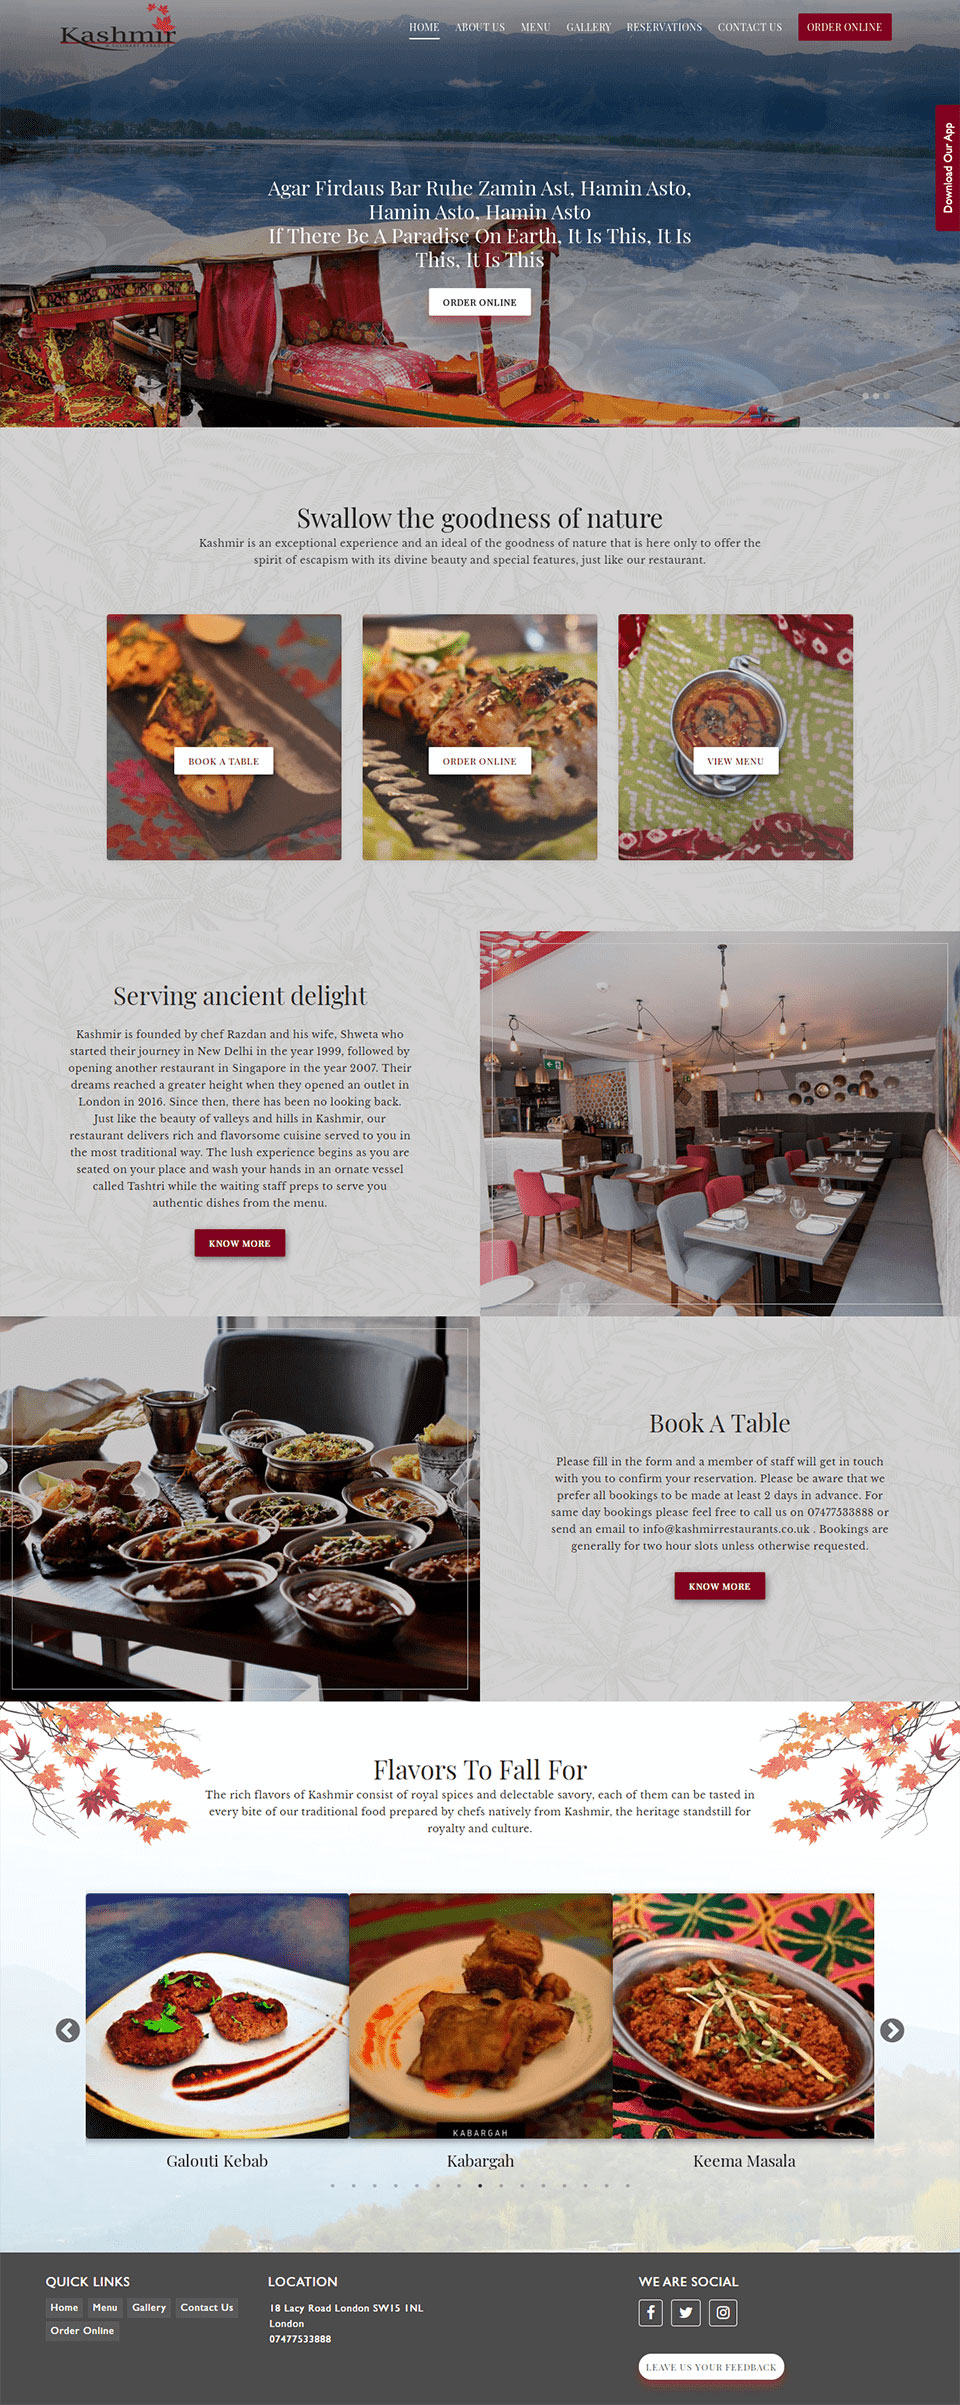 Kashmir
HOME ABOUT US MENU GALLERY RESERVATIONS CONTACT US ORDER ONLINE
Download Our App
Agar Firdaus Bar Ruhe Zamin Ast, Hamin Asto,
Hamin Asto, Hamin Asto
If There Be A Paradise On Earth, It Is This, It Is
This, It Is This
ORDER ONLINE
Swallow the goodness of nature
Kashmir is an exceptional experience and an ideal of the goodness of nature that is here only to offer the
spirit of escapism with its divine beauty and special features, just like our restaurant.
BOOK A TABLE
ORDER ONLINE
VIEW MENU
Serving ancient delight
Kashmir is founded by chef Razdan and his wife, Shweta who
started their journey in New Delhi in the year 1999, followed by
opening another restaurant in Singapore in the year 2007. Their
dreams reached a greater height when they opened an outlet in
London in 2016. Since then, there has been no looking back.
Just like the beauty of valleys and hills in Kashmir, our
restaurant delivers rich and flavorsome cuisine served to you in
the most traditional way. The lush experience begins as you are
seated on your place and wash your hands in an ornate vessel
called Tashtri while the waiting staff preps to serve you
authentic dishes from the menu.
KNOW MORE
Book A Table
Please fill in the form and a member of staff will get in touch
with you to confirm your reservation. Please be aware that we
prefer all bookings to be made at least 2 days in advance. For
same day bookings please feel free to call us on 07477533888 or
send an email to info@kashmirrestaurants.co.uk . Bookings are
generally for two hour slots unless otherwise requested.
KNOW MORE
Flavors To Fall For
The rich flavors of Kashmir consist of royal spices and delectable savory, each of them can be tasted in
every bite of our traditional food prepared by chefs natively from Kashmir, the heritage standstill for
royalty and culture.
KABARGAH
Galouti Kebab
Kabargah
Keema Masala
QUICK LINKS
Home Menu Gallery Contact Us
Order Online
LOCATION
18 Lacy Road London SW15 1NL
London
07477533888
WE ARE SOCIAL
LEAVE US YOUR FEEDBACK